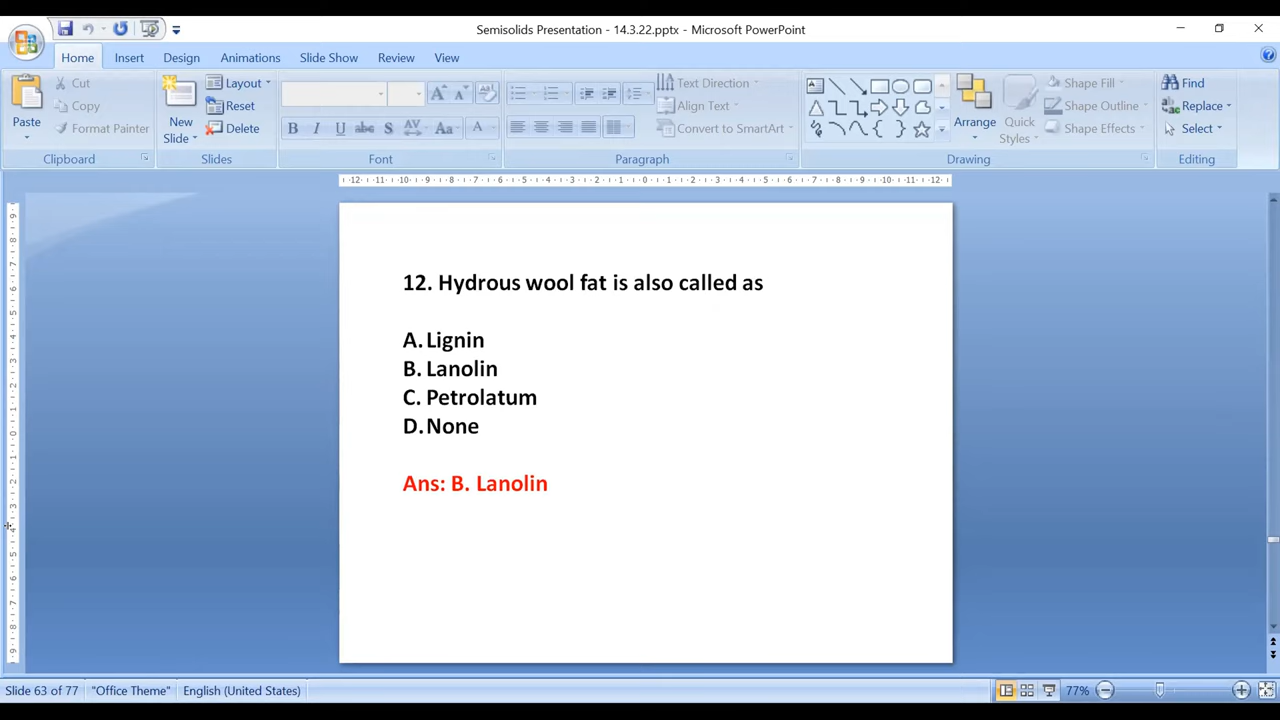 Semisolids Presentation - 14.3.22.pptx - Microsoft PowerPoint
Home Insert Design Animations Slide Show Review View
Paste
Cut
Copy
Format Painter
Clipboard
New Slide
Layout
Reset
Delete
Slides
B I U abc S AV Aa A
Font
Text Direction
Align Text
Convert to SmartArt
Paragraph
Arrange
Quick Styles
Shape Fill
Shape Outline
Shape Effects
Drawing
Find
Replace
Select
Editing
12. Hydrous wool fat is also called as
A. Lignin
B. Lanolin
C. Petrolatum
D. None
Ans: B. Lanolin
Slide 63 of 77 "Office Theme" English (United States) 77%